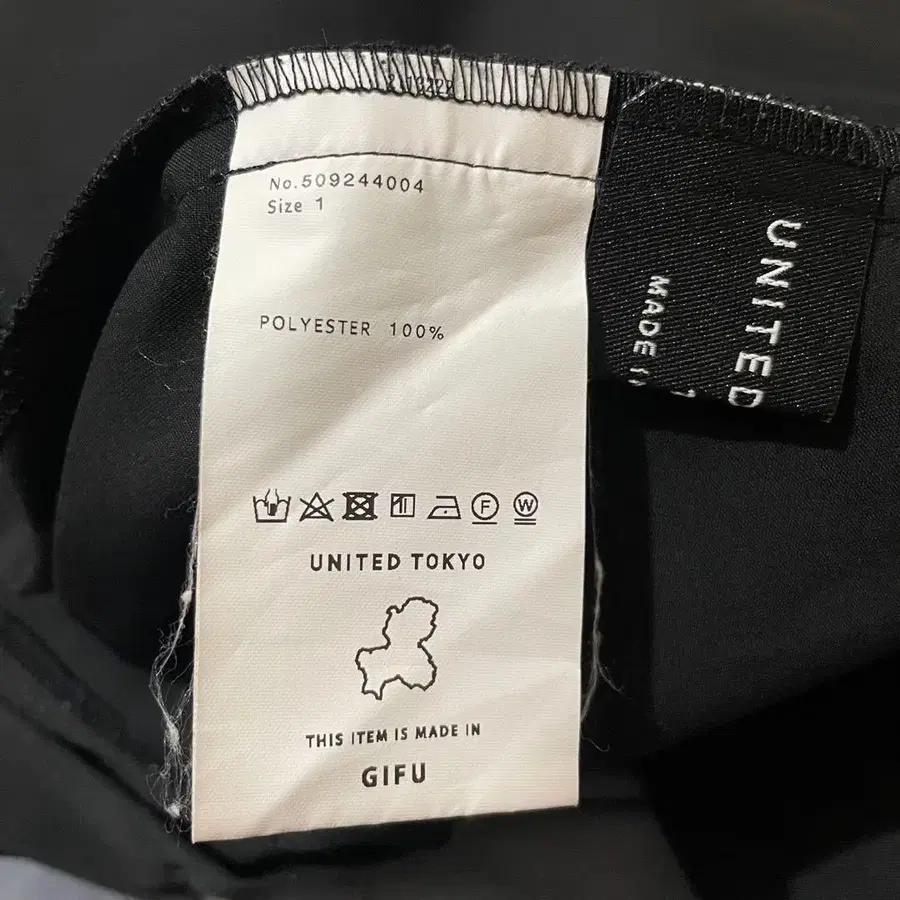 No.509244004
Size 1
POLYESTER 100%
F
W
UNITED TOKYO
THIS ITEM IS MADE IN
GIFU
UNITED
MADE